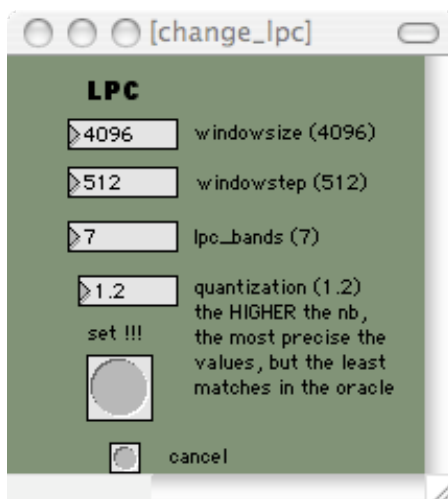 [change_lpc]
LPC
4096 windowsize (4096)
512 windowstep (512)
7 lpc_bands (7)
1.2 quantization (1.2)
the HIGHER the nb,
set !!! the most precise the
values, but the least
matches in the oracle
cancel